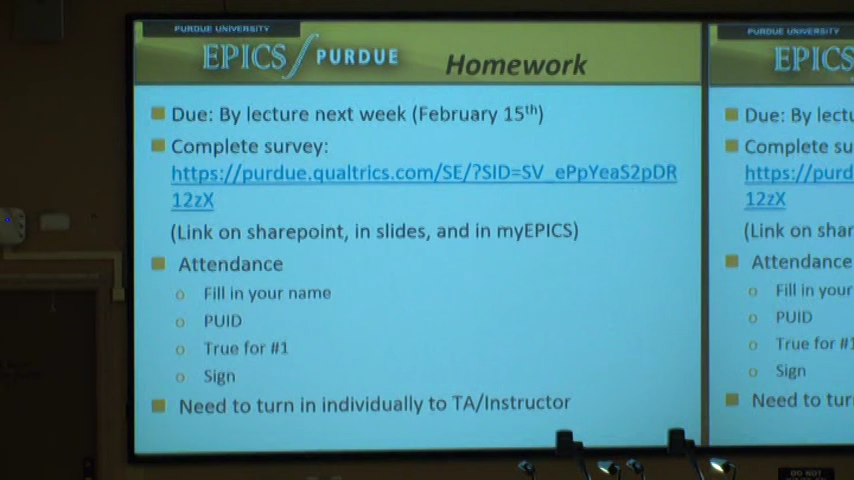 PURDUE UNIVERSITY
EPICS PURDUE
Homework
Due: By lecture next week (February 15th)
Complete survey:
https://purdue.qualtrics.com/SE/?SID=SV_ePpYeaS2pDR
12zX
(Link on sharepoint, in slides, and in myEPICS)
Attendance
o Fill in your name
o PUID
o True for #1
o Sign
Need to turn in individually to TA/Instructor
PURDUE UNIVERSITY
EPICS
Due: By lectu
Complete su
https://purd
12zX
(Link on shar
Attendance
o Fill in your
o PUID
o True for #1
o Sign
Need to turn
DO NOT